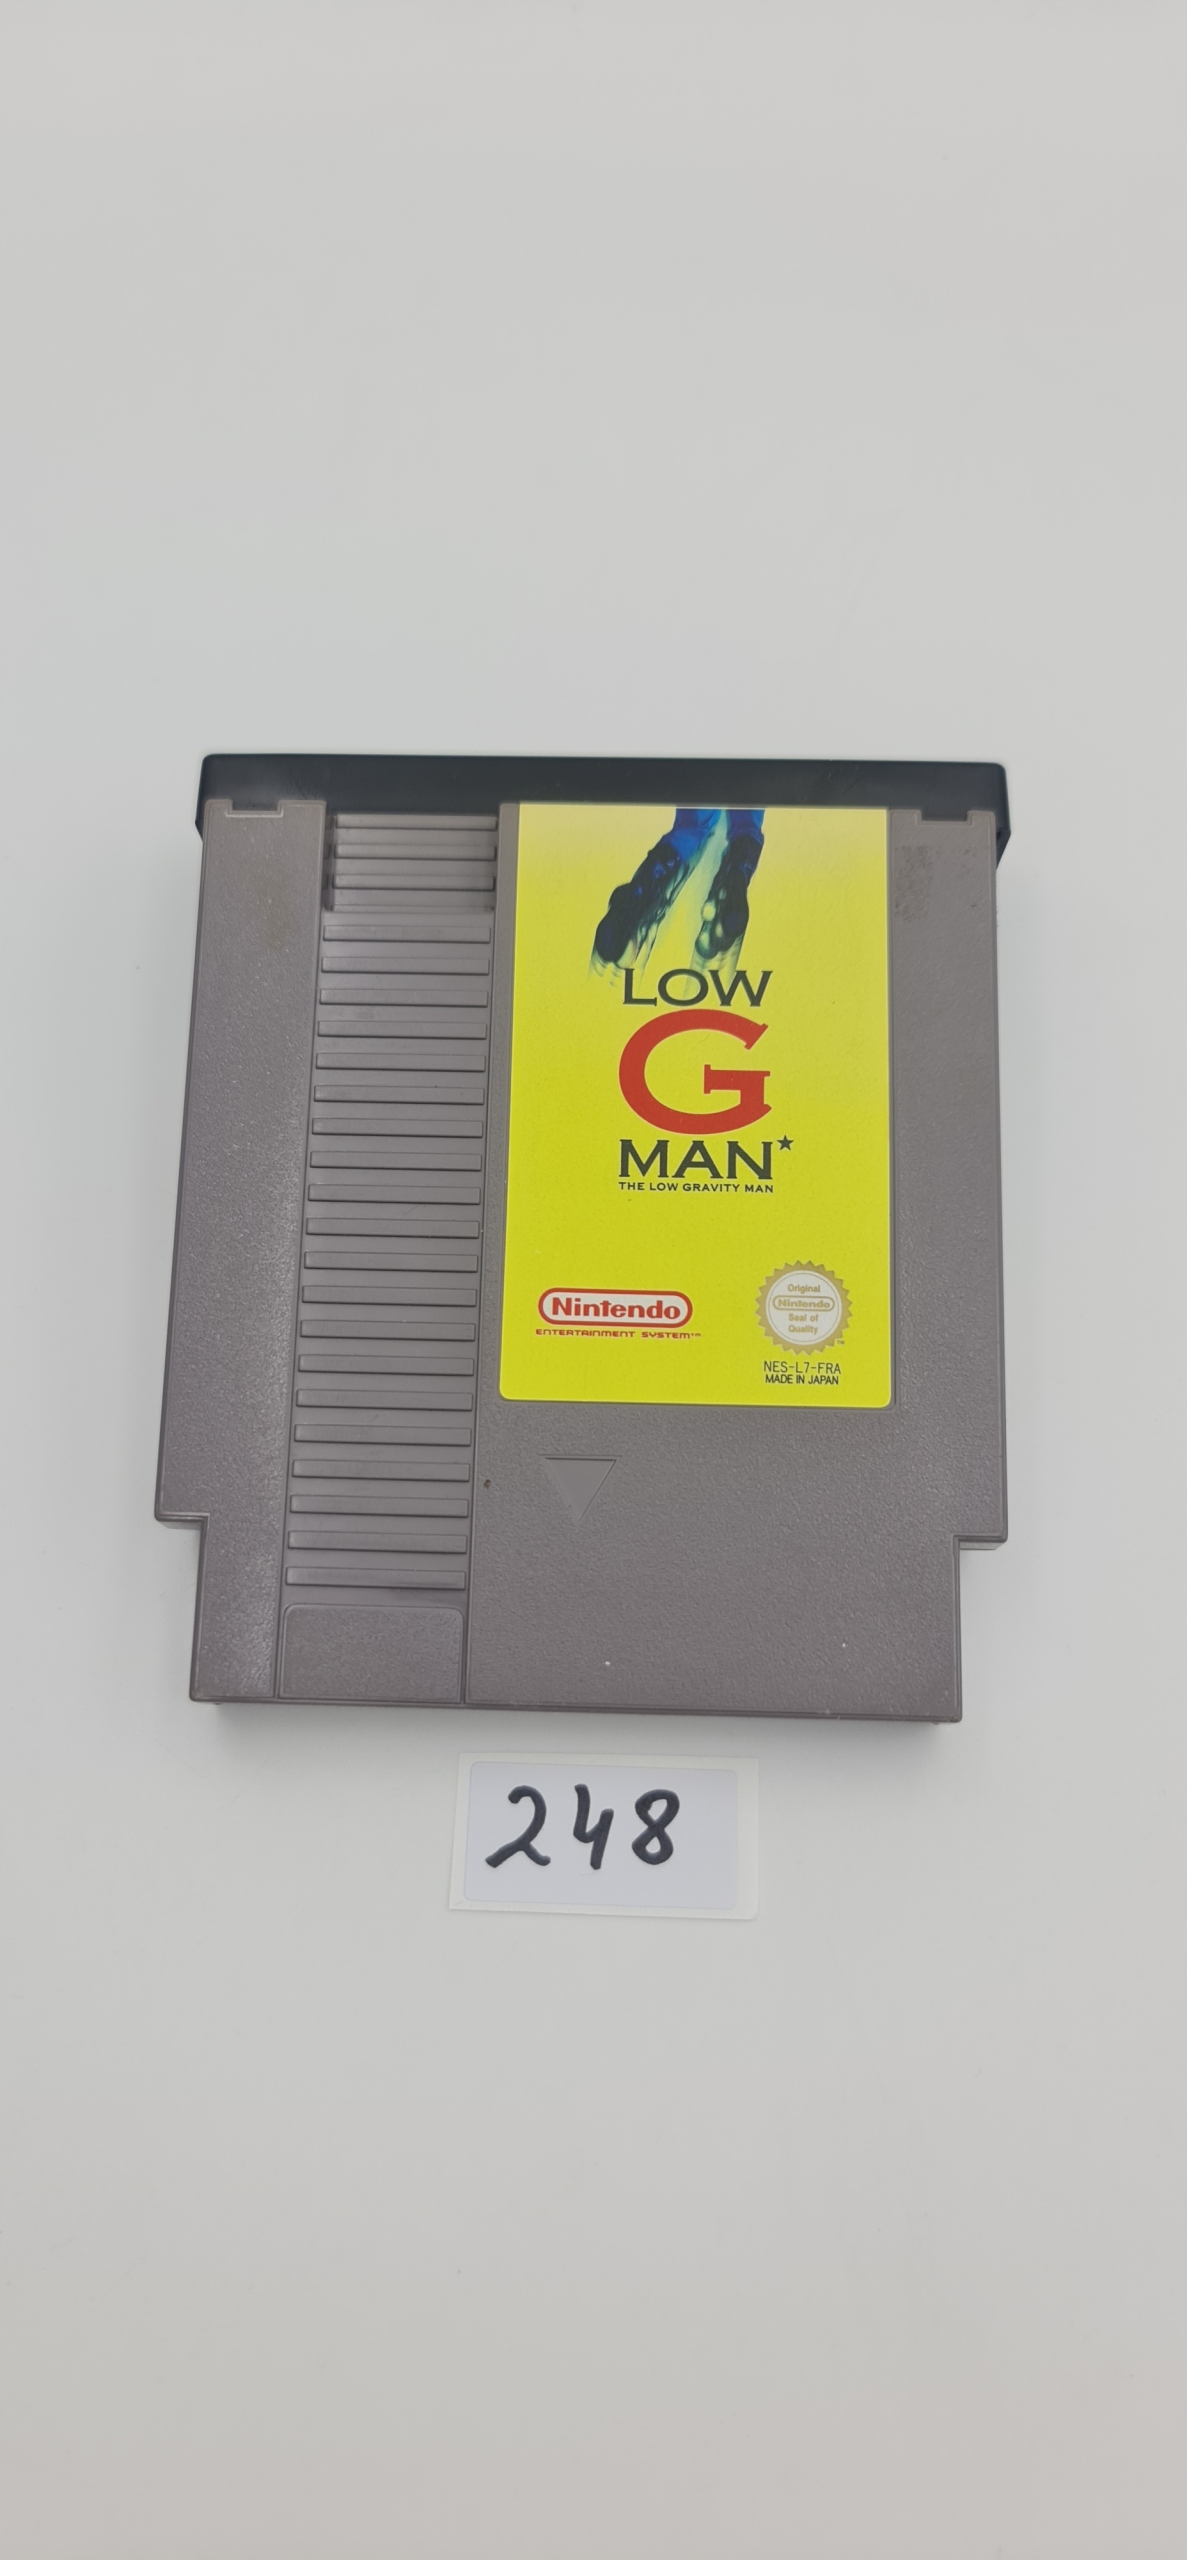 LOW
G
MAN*
THE LOW GRAVITY MAN
Nintendo
ENTERTAINMENT SYSTEM™
Original
Nintendo
Seal of
Quality
™
NES-L7-FRA
MADE IN JAPAN
248